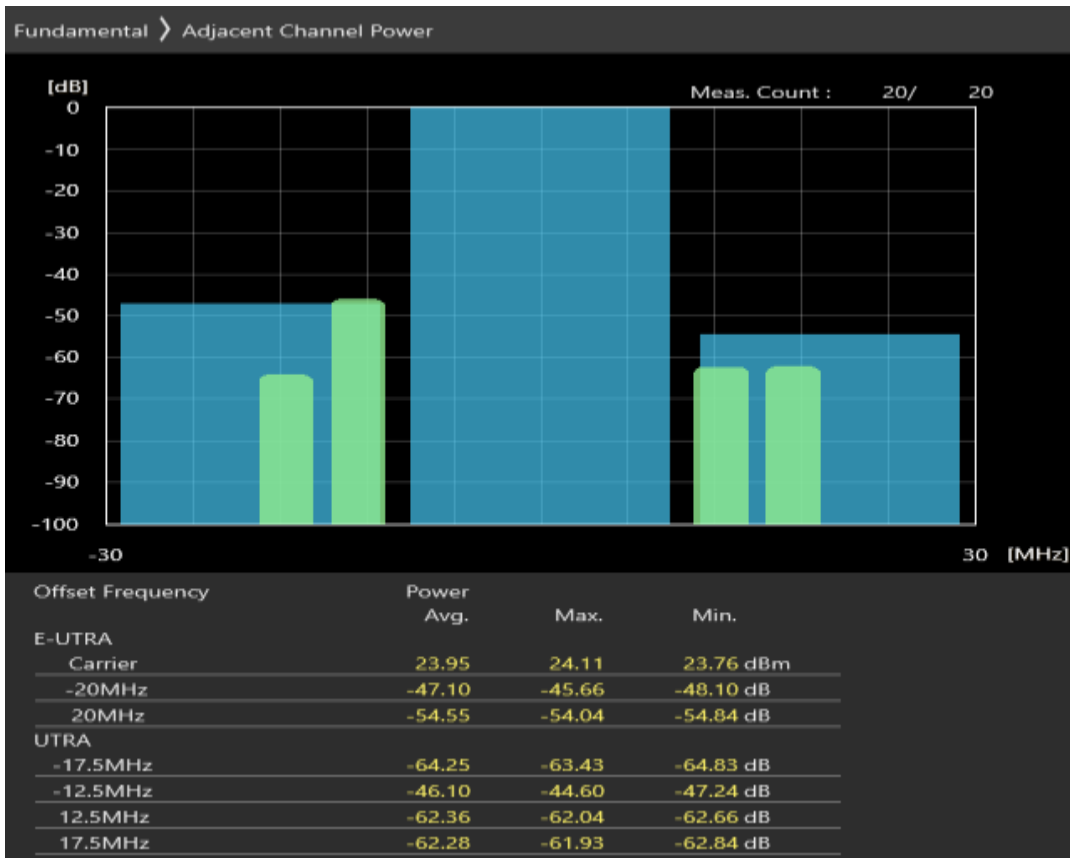 Fundamental ❯ Adjacent Channel Power
[dB]
Meas. Count : 20/ 20
0
-10
-20
-30
-40
-50
-60
-70
-80
-90
-100
-30 30 [MHz]
Offset Frequency Power
Avg. Max. Min.
E-UTRA
Carrier 23.95 24.11 23.76 dBm
-20MHz -47.10 -45.66 -48.10 dB
20MHz -54.55 -54.04 -54.84 dB
UTRA
-17.5MHz -64.25 -63.43 -64.83 dB
-12.5MHz -46.10 -44.60 -47.24 dB
12.5MHz -62.36 -62.04 -62.66 dB
17.5MHz -62.28 -61.93 -62.84 dB